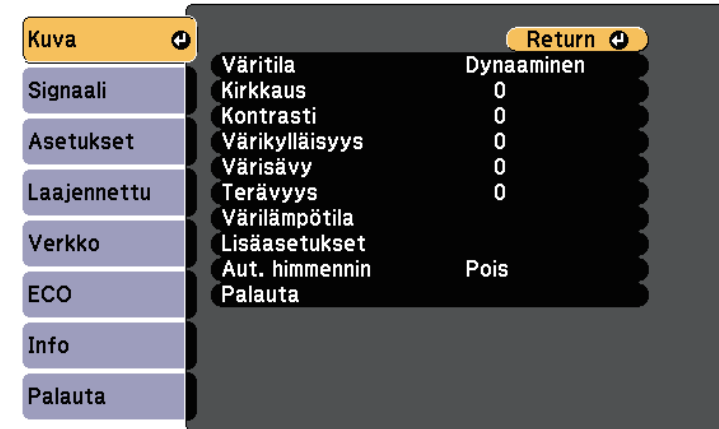 Kuva
Signaali
Asetukset
Laajennettu
Verkko
ECO
Info
Palauta
Return
Väritila Dynaaminen
Kirkkaus 0
Kontrasti 0
Värikylläisyys 0
Värisävy 0
Terävyys 0
Värilämpötila
Lisäasetukset
Aut. himmennin Pois
Palauta